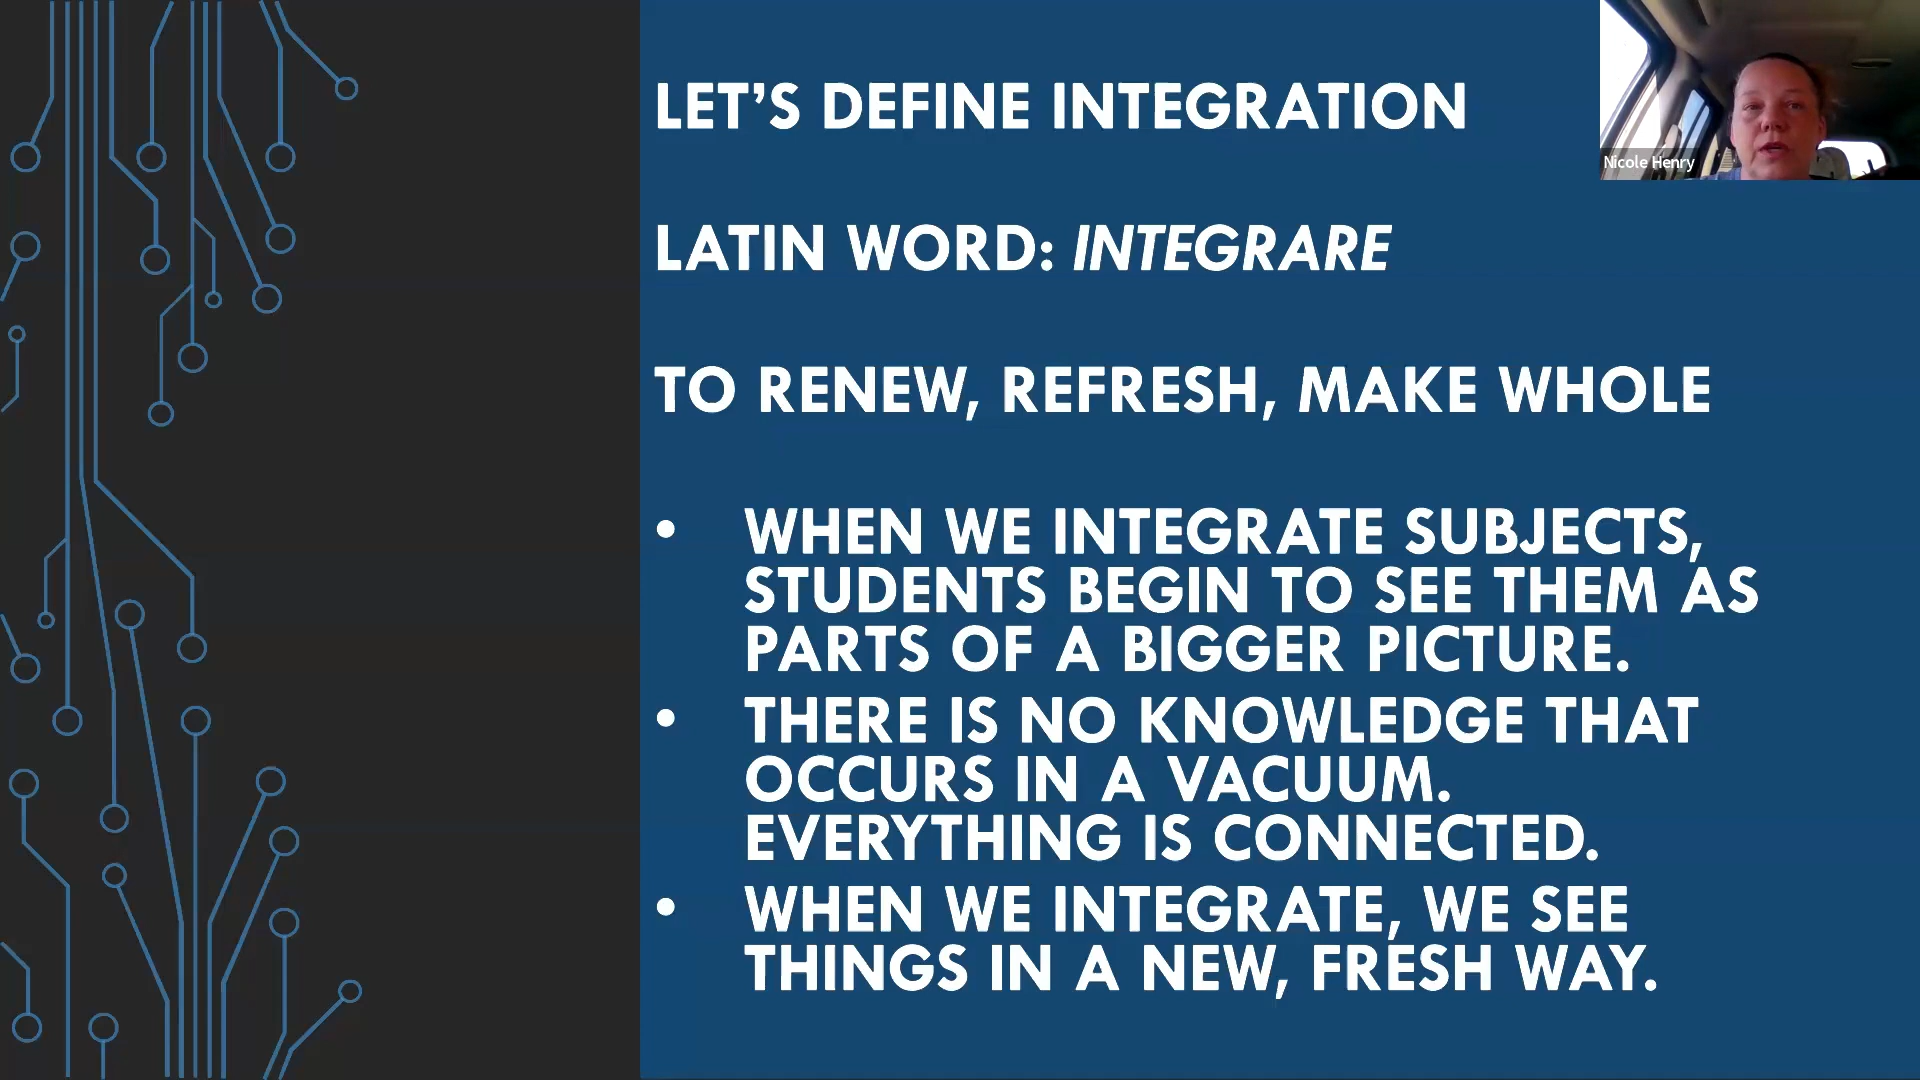 LET'S DEFINE INTEGRATION
Nicole Henry
LATIN WORD: INTEGRARE
TO RENEW, REFRESH, MAKE WHOLE
• WHEN WE INTEGRATE SUBJECTS,
STUDENTS BEGIN TO SEE THEM AS
PARTS OF A BIGGER PICTURE.
• THERE IS NO KNOWLEDGE THAT
OCCURS IN A VACUUM.
EVERYTHING IS CONNECTED.
• WHEN WE INTEGRATE, WE SEE
THINGS IN A NEW, FRESH WAY.